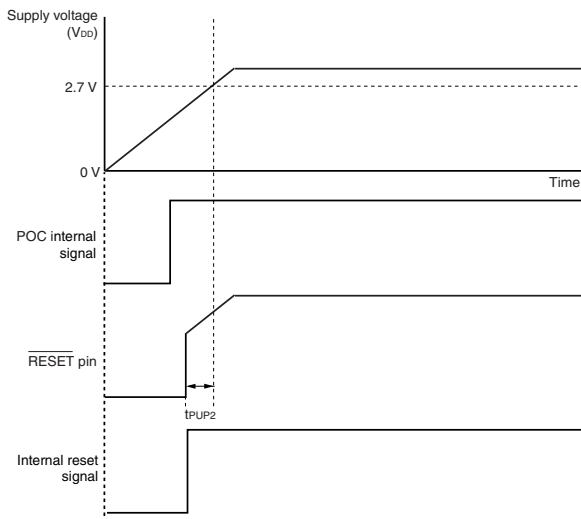 Supply voltage
(VDD)
2.7 V
0 V
Time
POC internal
signal
RESET pin
tPUP2
Internal reset
signal